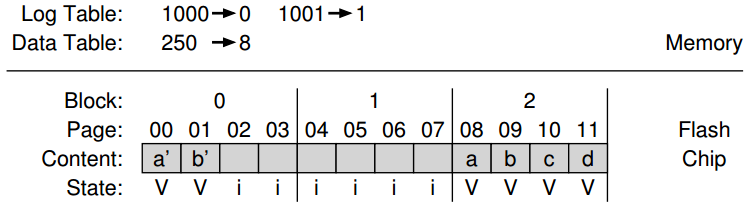 Log Table: 1000→0 1001→1
Data Table: 250 →8 Memory
Block: 0 1 2
Page: 00 01 02 03 04 05 06 07 08 09 10 11 Flash
Content: a’ b’ a b c d Chip
State: V V i i i i i i V V V V